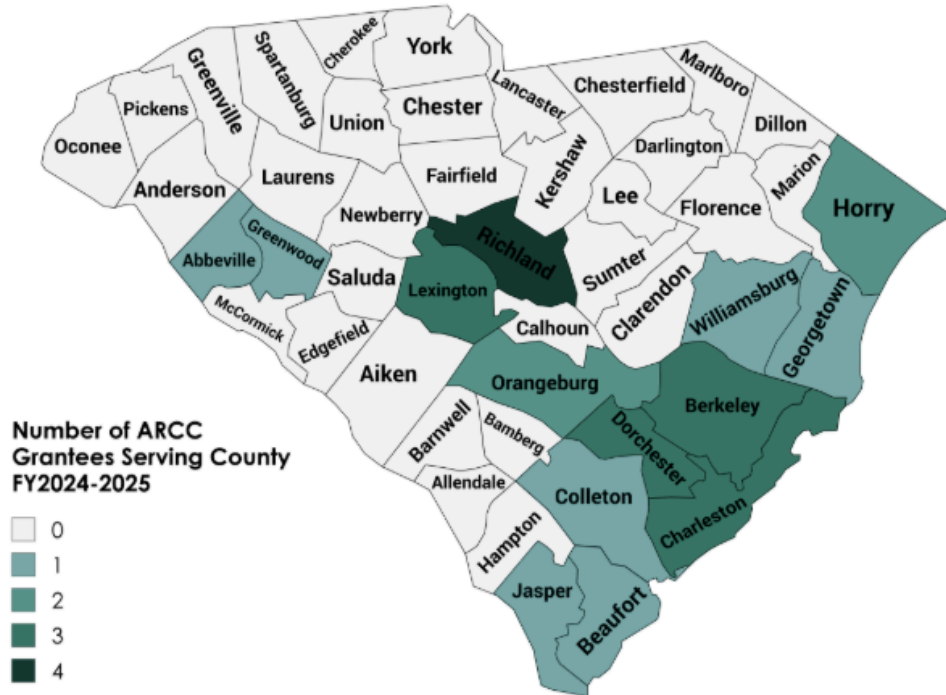 Cherokee
York
Spartanburg
Greenville
Pickens
Oconee
Union
Chester
Lancaster
Chesterfield
Marlboro
Dillon
Darlington
Marion
Anderson
Laurens
Fairfield
Kershaw
Lee
Florence
Horry
Newberry
Richland
Greenwood
Abbeville
Saluda
Lexington
Sumter
Clarendon
Williamsburg
Georgetown
McCormick
Edgefield
Calhoun
Aiken
Orangeburg
Berkeley
Barnwell
Bamberg
Dorchester
Allendale
Colleton
Charleston
Hampton
Jasper
Beaufort
Number of ARCC
Grantees Serving County
FY2024-2025
0
1
2
3
4